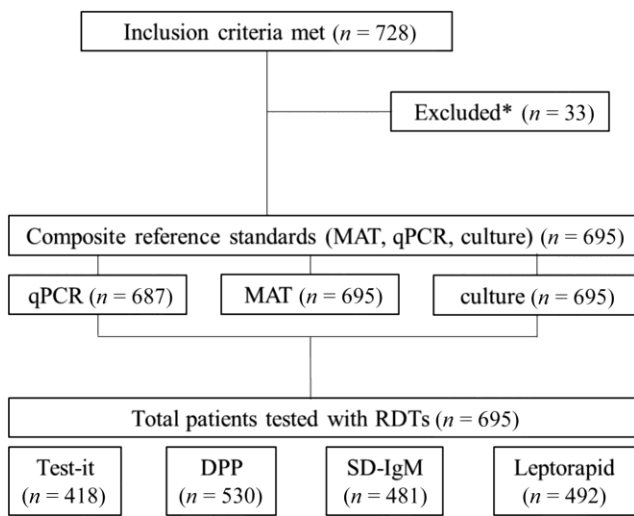 Inclusion criteria met (n = 728)
Excluded* (n = 33)
Composite reference standards (MAT, qPCR, culture) (n = 695)
qPCR (n = 687) MAT (n = 695) culture (n = 695)
Total patients tested with RDTs (n = 695)
Test-it DPP SD-IgM Leptorapid
(n = 418) (n = 530) (n = 481) (n = 492)